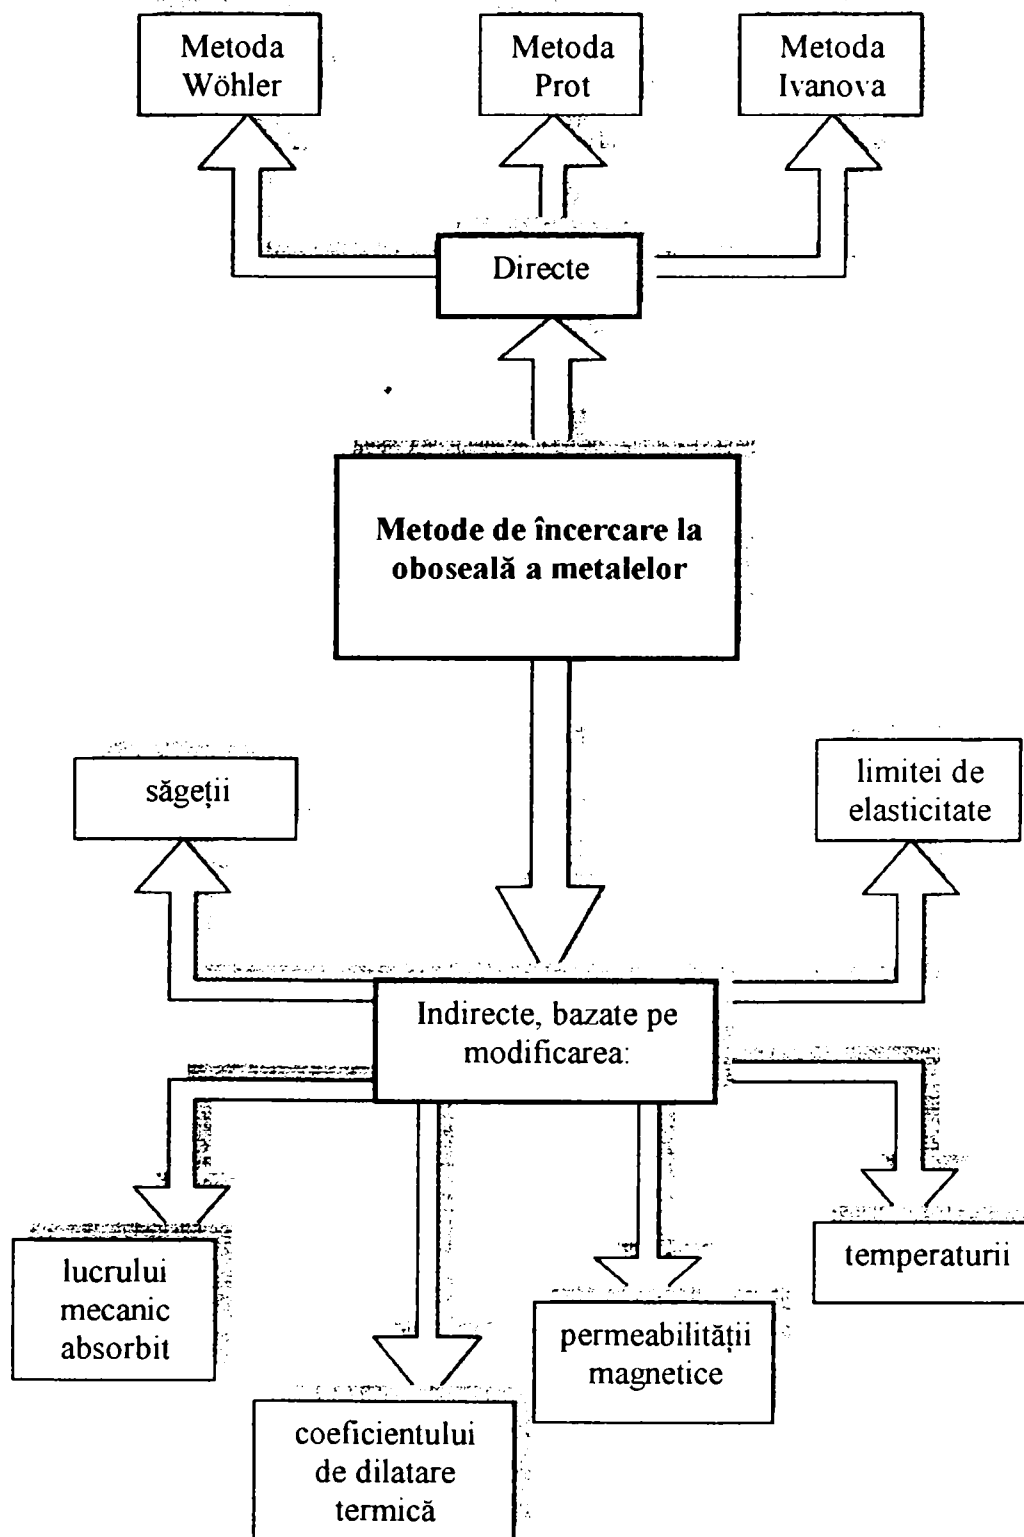 Metoda
Wöhler
Metoda
Prot
Metoda
Ivanova
Directe
Metode de încercare la
oboseală a metalelor
săgeții
limitei de
elasticitate
Indirecte, bazate pe
modificarea:
lucrului
mecanic
absorbit
coeficientului
de dilatare
termică
permeabilității
magnetice
temperaturii